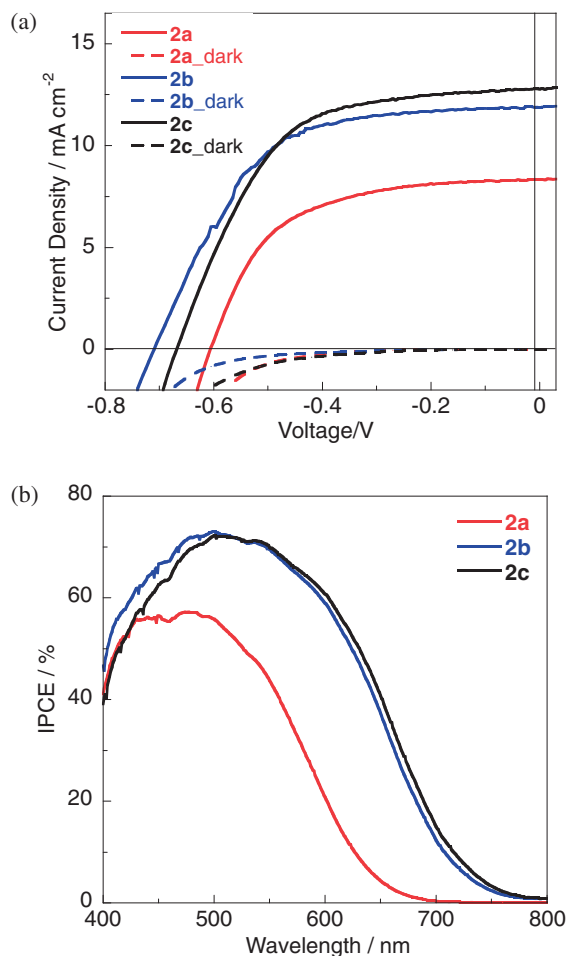 (a)
2a
2a_dark
2b
2b_dark
2c
2c_dark
15
10
5
0
Current Density / mA cm-2
-0.8 -0.6 -0.4 -0.2 0
Voltage/V
(b)
80
60
40
20
0
IPCE / %
2a
2b
2c
400 500 600 700 800
Wavelength / nm